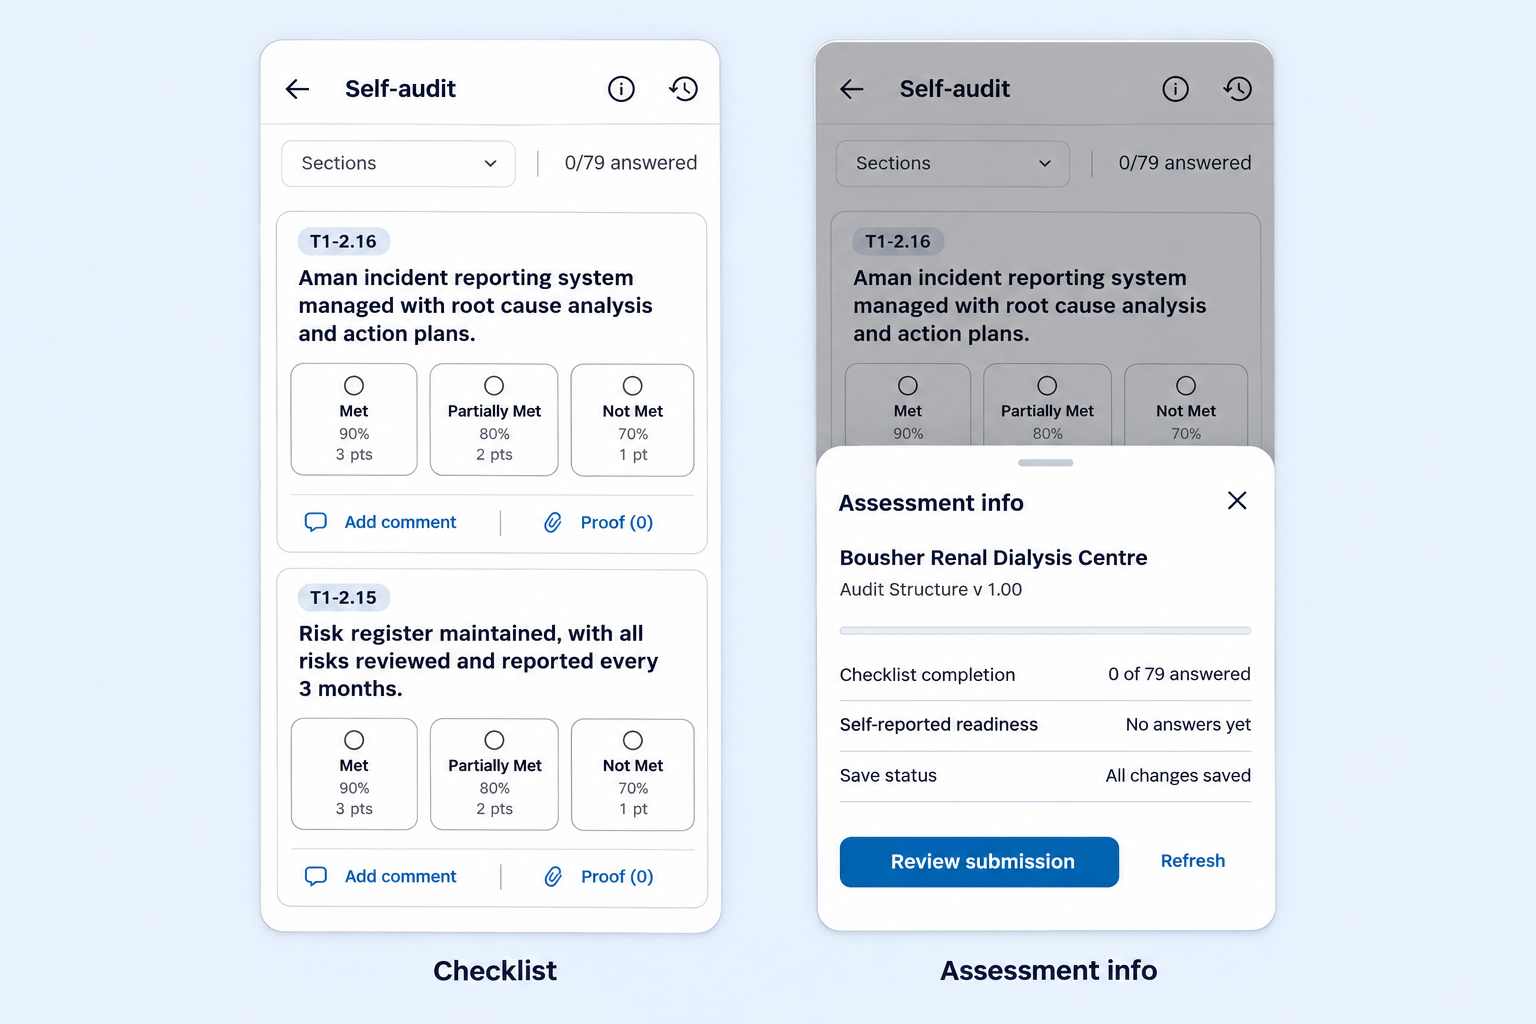 Self-audit
Sections
0/79 answered
T1-2.16
Aman incident reporting system
managed with root cause analysis
and action plans.
Met
90%
3 pts
Partially Met
80%
2 pts
Not Met
70%
1 pt
Add comment
Proof (0)
T1-2.15
Risk register maintained, with all
risks reviewed and reported every
3 months.
Met
90%
3 pts
Partially Met
80%
2 pts
Not Met
70%
1 pt
Add comment
Proof (0)
Checklist
Self-audit
Sections
0/79 answered
T1-2.16
Aman incident reporting system
managed with root cause analysis
and action plans.
Met
90%
Partially Met
80%
Not Met
70%
Assessment info
Bousher Renal Dialysis Centre
Audit Structure v 1.00
Checklist completion
0 of 79 answered
Self-reported readiness
No answers yet
Save status
All changes saved
Review submission
Refresh
Assessment info